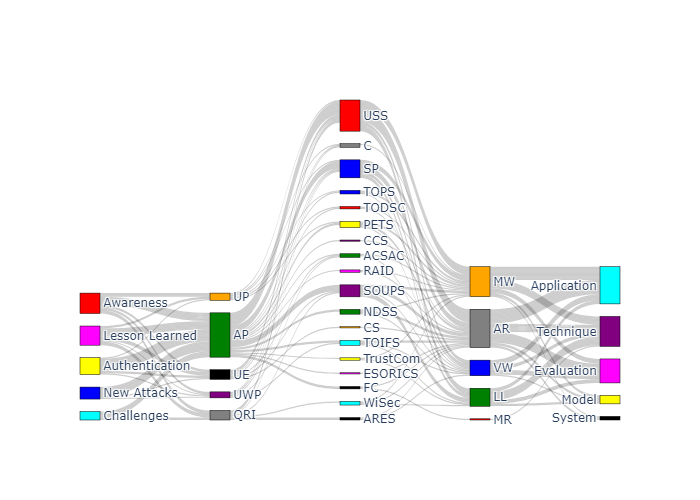 Awareness
Lesson Learned
Authentication
New Attacks
Challenges
UP
AP
UE
UWP
QRI
USS
C
SP
TOPS
TODSC
PETS
CCS
ACSAC
RAID
SOUPS
NDSS
CS
TOIFS
TrustCom
ESORICS
FC
WiSec
ARES
MW
AR
VW
LL
MR
Application
Technique
Evaluation
Model
System